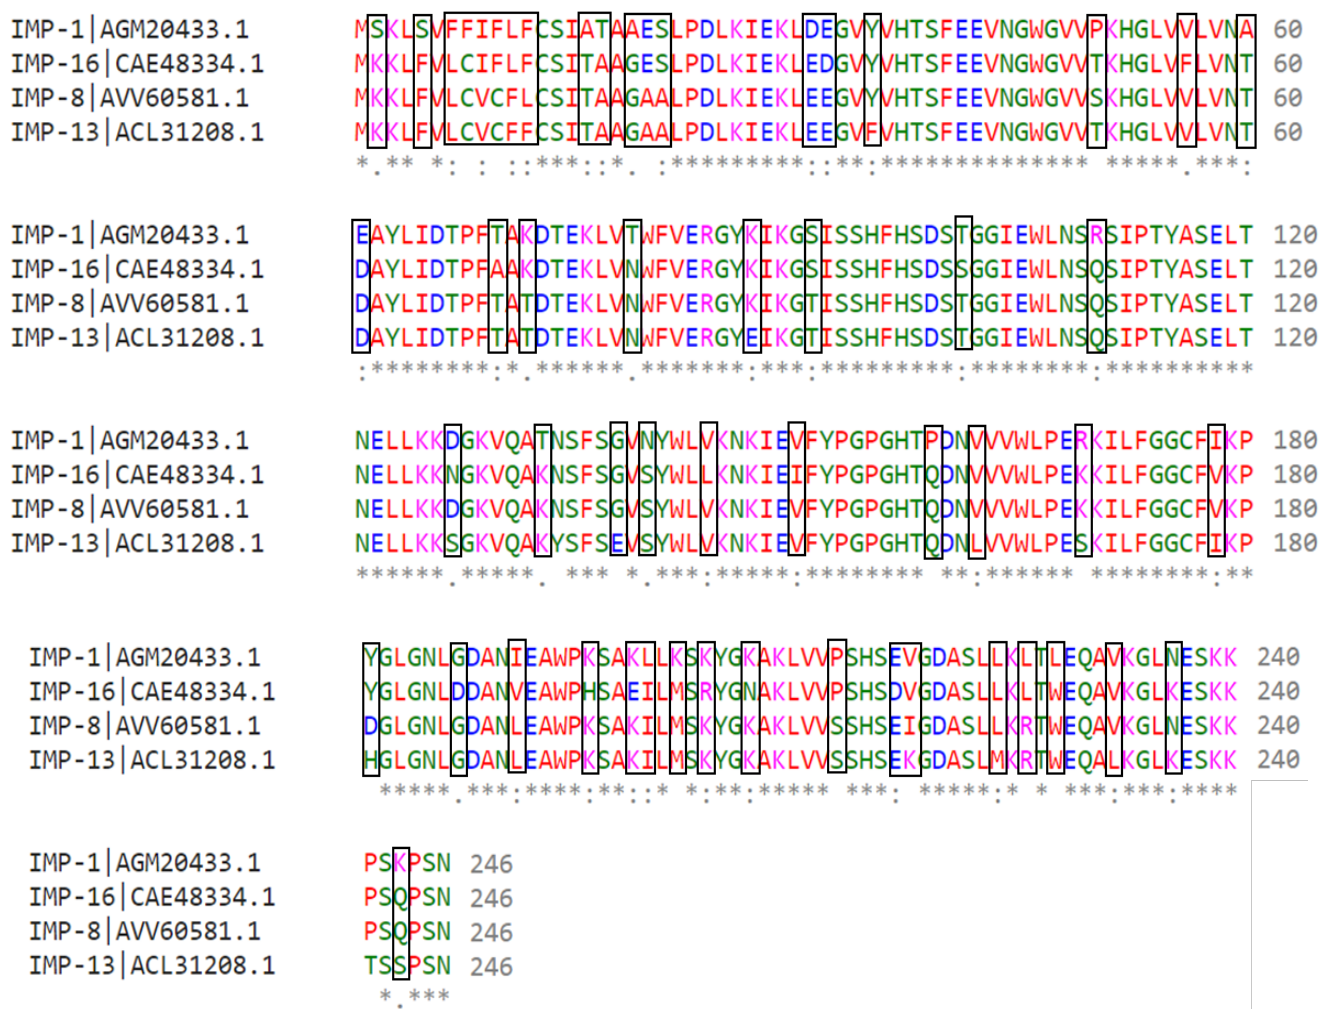 IMP-1|AGM20433.1 MSKLSVFFIFLFCSIATAAESLPDLKIEKLDEGVYVHTSFEEVNGWGVVPKHGLVVLVNA 60
IMP-16|CAE48334.1 MKKLFVLCIFLFCSITAAGESLPDLKIEKLEDGVYVHTSFEEVNGWGVVTKHGLVFLVNT 60
IMP-8|AVV60581.1 MKKLFVLCVCFLCSITAAGAALPDLKIEKLEEGVYVHTSFEEVNGWGVVSKHGLVVLVNT 60
IMP-13|ACL31208.1 MKKLFVLCVCFFCSITAAGAALPDLKIEKLEEGVFVHTSFEEVNGWGVVTKHGLVVLVNT 60
*.** *: : ::***::*. :*********::**:************** *****.***:
IMP-1|AGM20433.1 EAYLIDTPFTAKDTEKLVTWFVERGYKIKGSISSHFHSDSTGGIEWLNSRSIPTYASELT 120
IMP-16|CAE48334.1 DAYLIDTPFAAKDTEKLVNWFVERGYKIKGSISSHFHSDSSGGIEWLNSQSIPTYASELT 120
IMP-8|AVV60581.1 DAYLIDTPFTATDTEKLVNWFVERGYKIKGTISSHFHSDSTGGIEWLNSQSIPTYASELT 120
IMP-13|ACL31208.1 DAYLIDTPFTATDTEKLVNWFVERGYEIKGTISSHFHSDSTGGIEWLNSQSIPTYASELT 120
:********:*.******.*******:***:*********:********:**********
IMP-1|AGM20433.1 NELLKKDGKVQATNSFSGVNYWLVKNKIEVFYPGPGHTPDNVVVWLPERKILFGGCFIKP 180
IMP-16|CAE48334.1 NELLKKNGKVQAKNSFSGVSYWLLKNKIEIFYPGPGHTQDNVVVWLPEKKILFGGCFVKP 180
IMP-8|AVV60581.1 NELLKKDGKVQAKNSFSGVSYWLVKNKIEVFYPGPGHTQDNVVVWLPEKKILFGGCFVKP 180
IMP-13|ACL31208.1 NELLKKSGKVQAKYSFSEVSYWLVKNKIEVFYPGPGHTQDNLVVWLPESKILFGGCFIKP 180
******.*****. *** *.***:*****:******** **:****** ********:**
IMP-1|AGM20433.1 YGLGNLGDANIEAWPKSAKLLKSKYGKAKLVVPSHSEVGDASLLKLTLEQAVKGLNESKK 240
IMP-16|CAE48334.1 YGLGNLDDANVEAWPHSAEILMSRYGNAKLVVPSHSDVGDASLLKLTWEQAVKGLKESKK 240
IMP-8|AVV60581.1 DGLGNLGDANLEAWPKSAKILMSKYGKAKLVVSSHSEIGDASLLKRTWEQAVKGLNESKK 240
IMP-13|ACL31208.1 HGLGNLGDANLEAWPKSAKILMSKYGKAKLVVSSHSEKGDASLMKRTWEQALKGLKESKK 240
*****.***:****:**::* *:**:***** ***: *****:* * ***:***:****
IMP-1|AGM20433.1 PSKPSN 246
IMP-16|CAE48334.1 PSQPSN 246
IMP-8|AVV60581.1 PSQPSN 246
IMP-13|ACL31208.1 TSSPSN 246
*.***